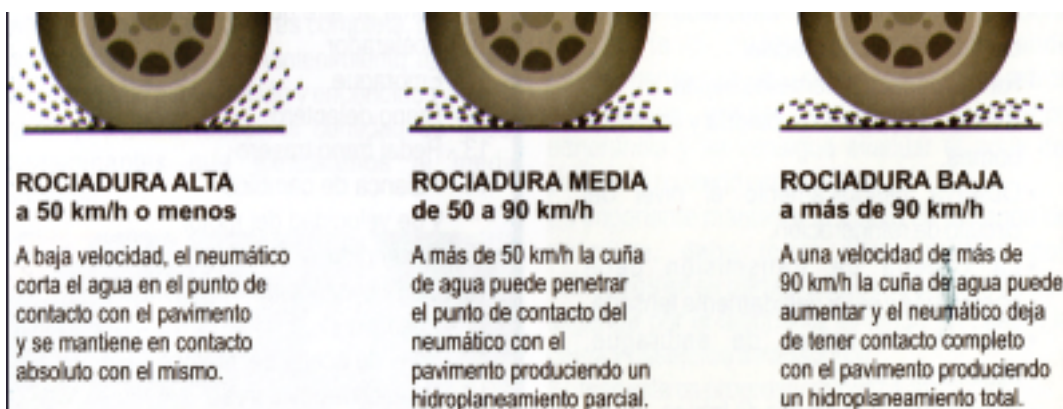 ROCIADURA ALTA
a 50 km/h o menos
A baja velocidad, el neumático
corta el agua en el punto de
contacto con el pavimento
y se mantiene en contacto
absoluto con el mismo.
ROCIADURA MEDIA
de 50 a 90 km/h
A más de 50 km/h la cuña
de agua puede penetrar
el punto de contacto del
neumático con el
pavimento produciendo un
hidroplaneamiento parcial.
ROCIADURA BAJA
a más de 90 km/h
A una velocidad de más de
90 km/h la cuña de agua puede
aumentar y el neumático deja
de tener contacto completo
con el pavimento produciendo
un hidroplaneamiento total.